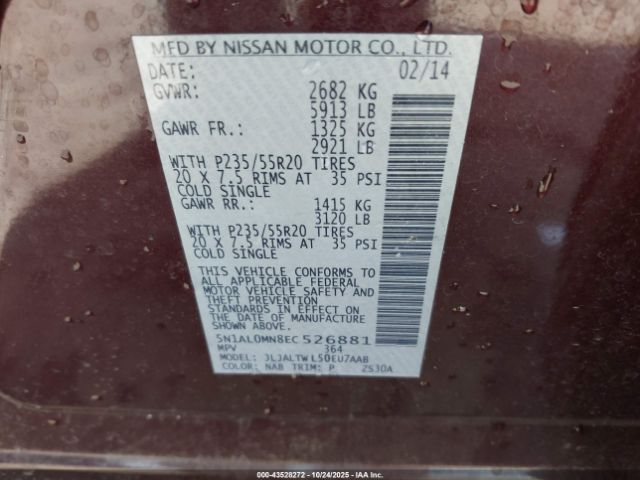 MFD BY NISSAN MOTOR CO., LTD.
DATE: 02/14
GVWR: 2682 KG
5913 LB
GAWR FR.: 1325 KG
2921 LB
WITH P235/55R20 TIRES
20 X 7.5 RIMS AT 35 PSI
COLD SINGLE
GAWR RR.: 1415 KG
3120 LB
WITH P235/55R20 TIRES
20 X 7.5 RIMS AT 35 PSI
COLD SINGLE
THIS VEHICLE CONFORMS TO
ALL APPLICABLE FEDERAL
MOTOR VEHICLE SAFETY AND
THEFT PREVENTION
STANDARDS IN EFFECT ON
THE DATE OF MANUFACTURE
SHOWN ABOVE.
5N1AL0MN8EC526881
MPV 364
MODEL: JLJALTWL50EU7AAB
COLOR: NAB TRIM: P ZS30A
000-43528272 - 10/24/2025 - IAA Inc.